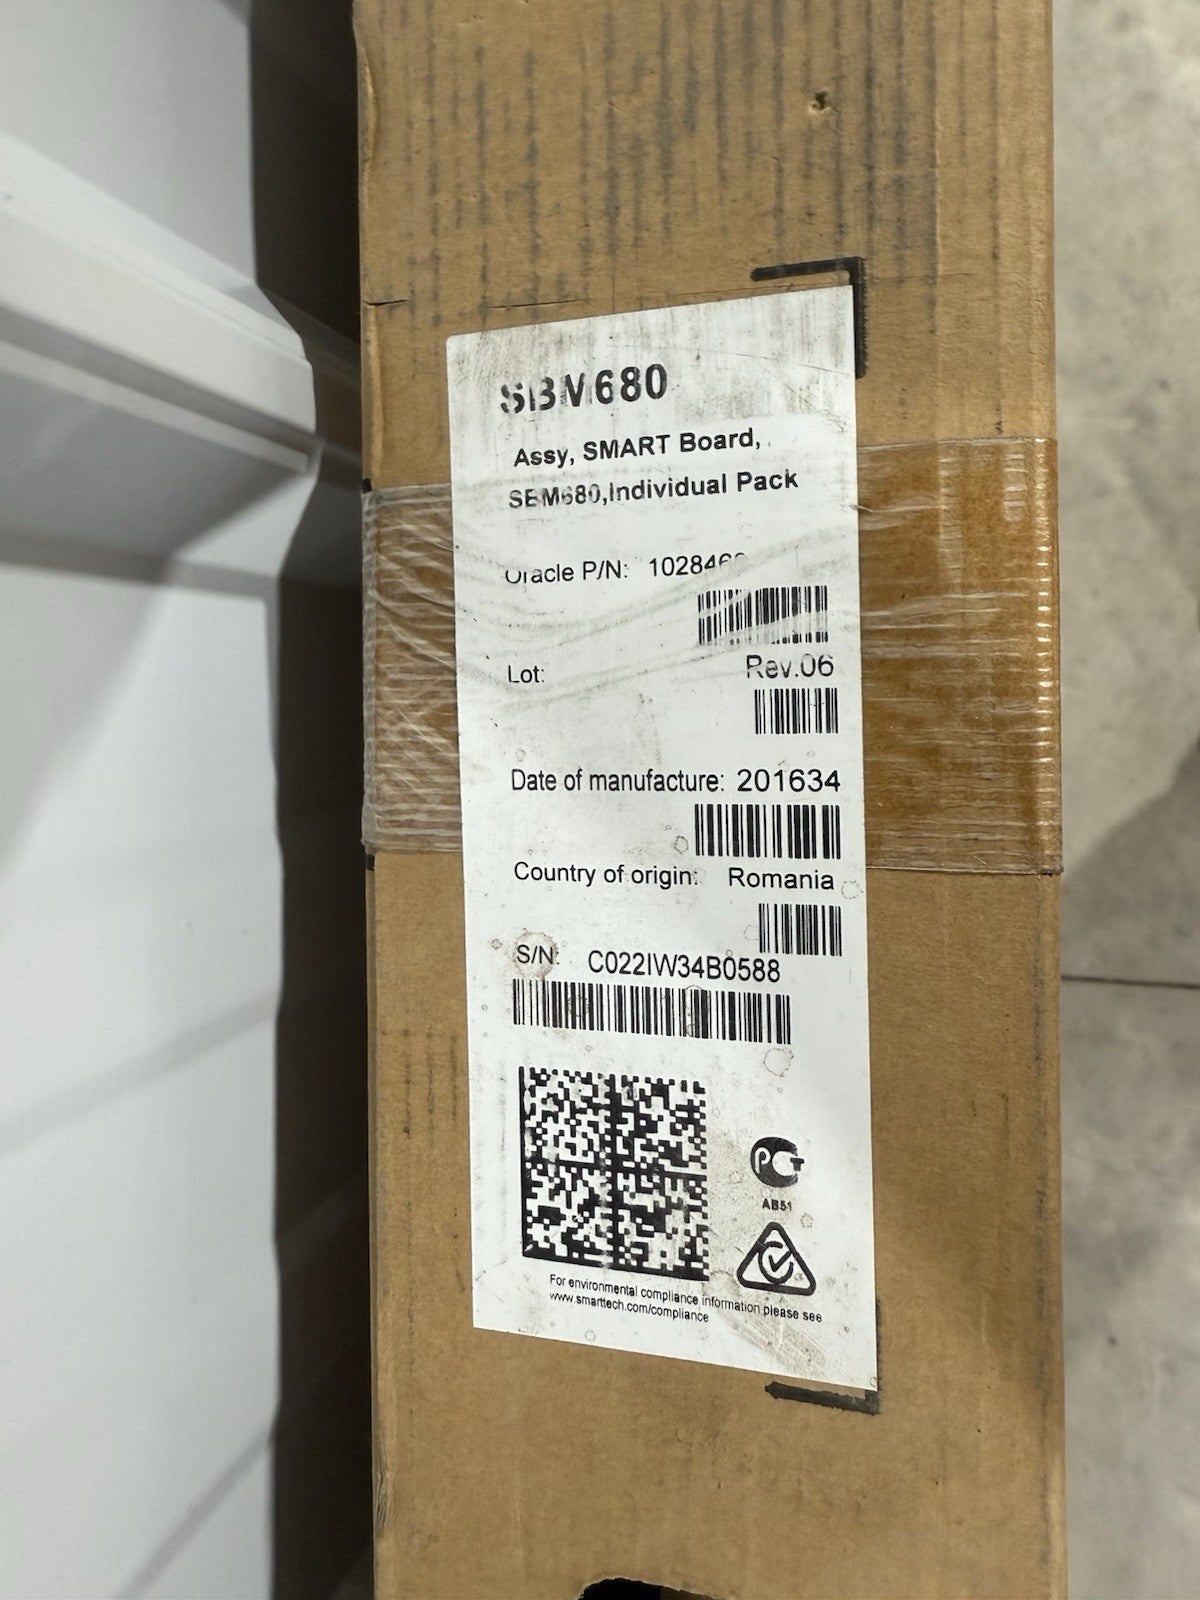 SBM680
Assy, SMART Board,
SBM680,Individual Pack
Oracle P/N:
Lot: Rev.06
Date of manufacture: 201634
Country of origin: Romania
S/N: C022IW34B0588
AB51
For environmental compliance information please see
www.smarttech.com/compliance